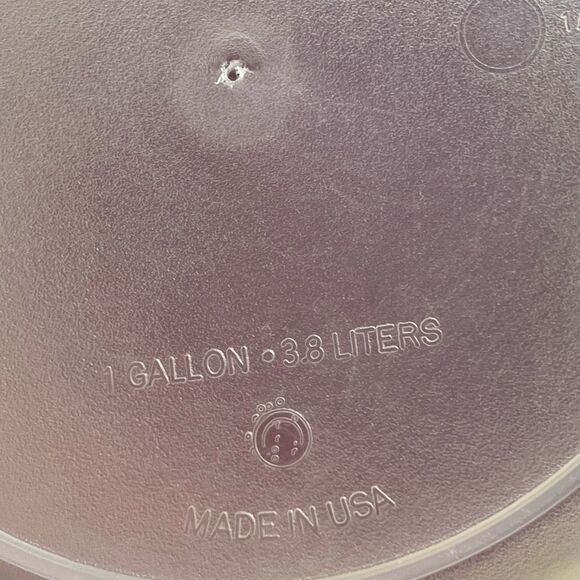 1 GALLON • 3.8 LITERS
MADE IN USA